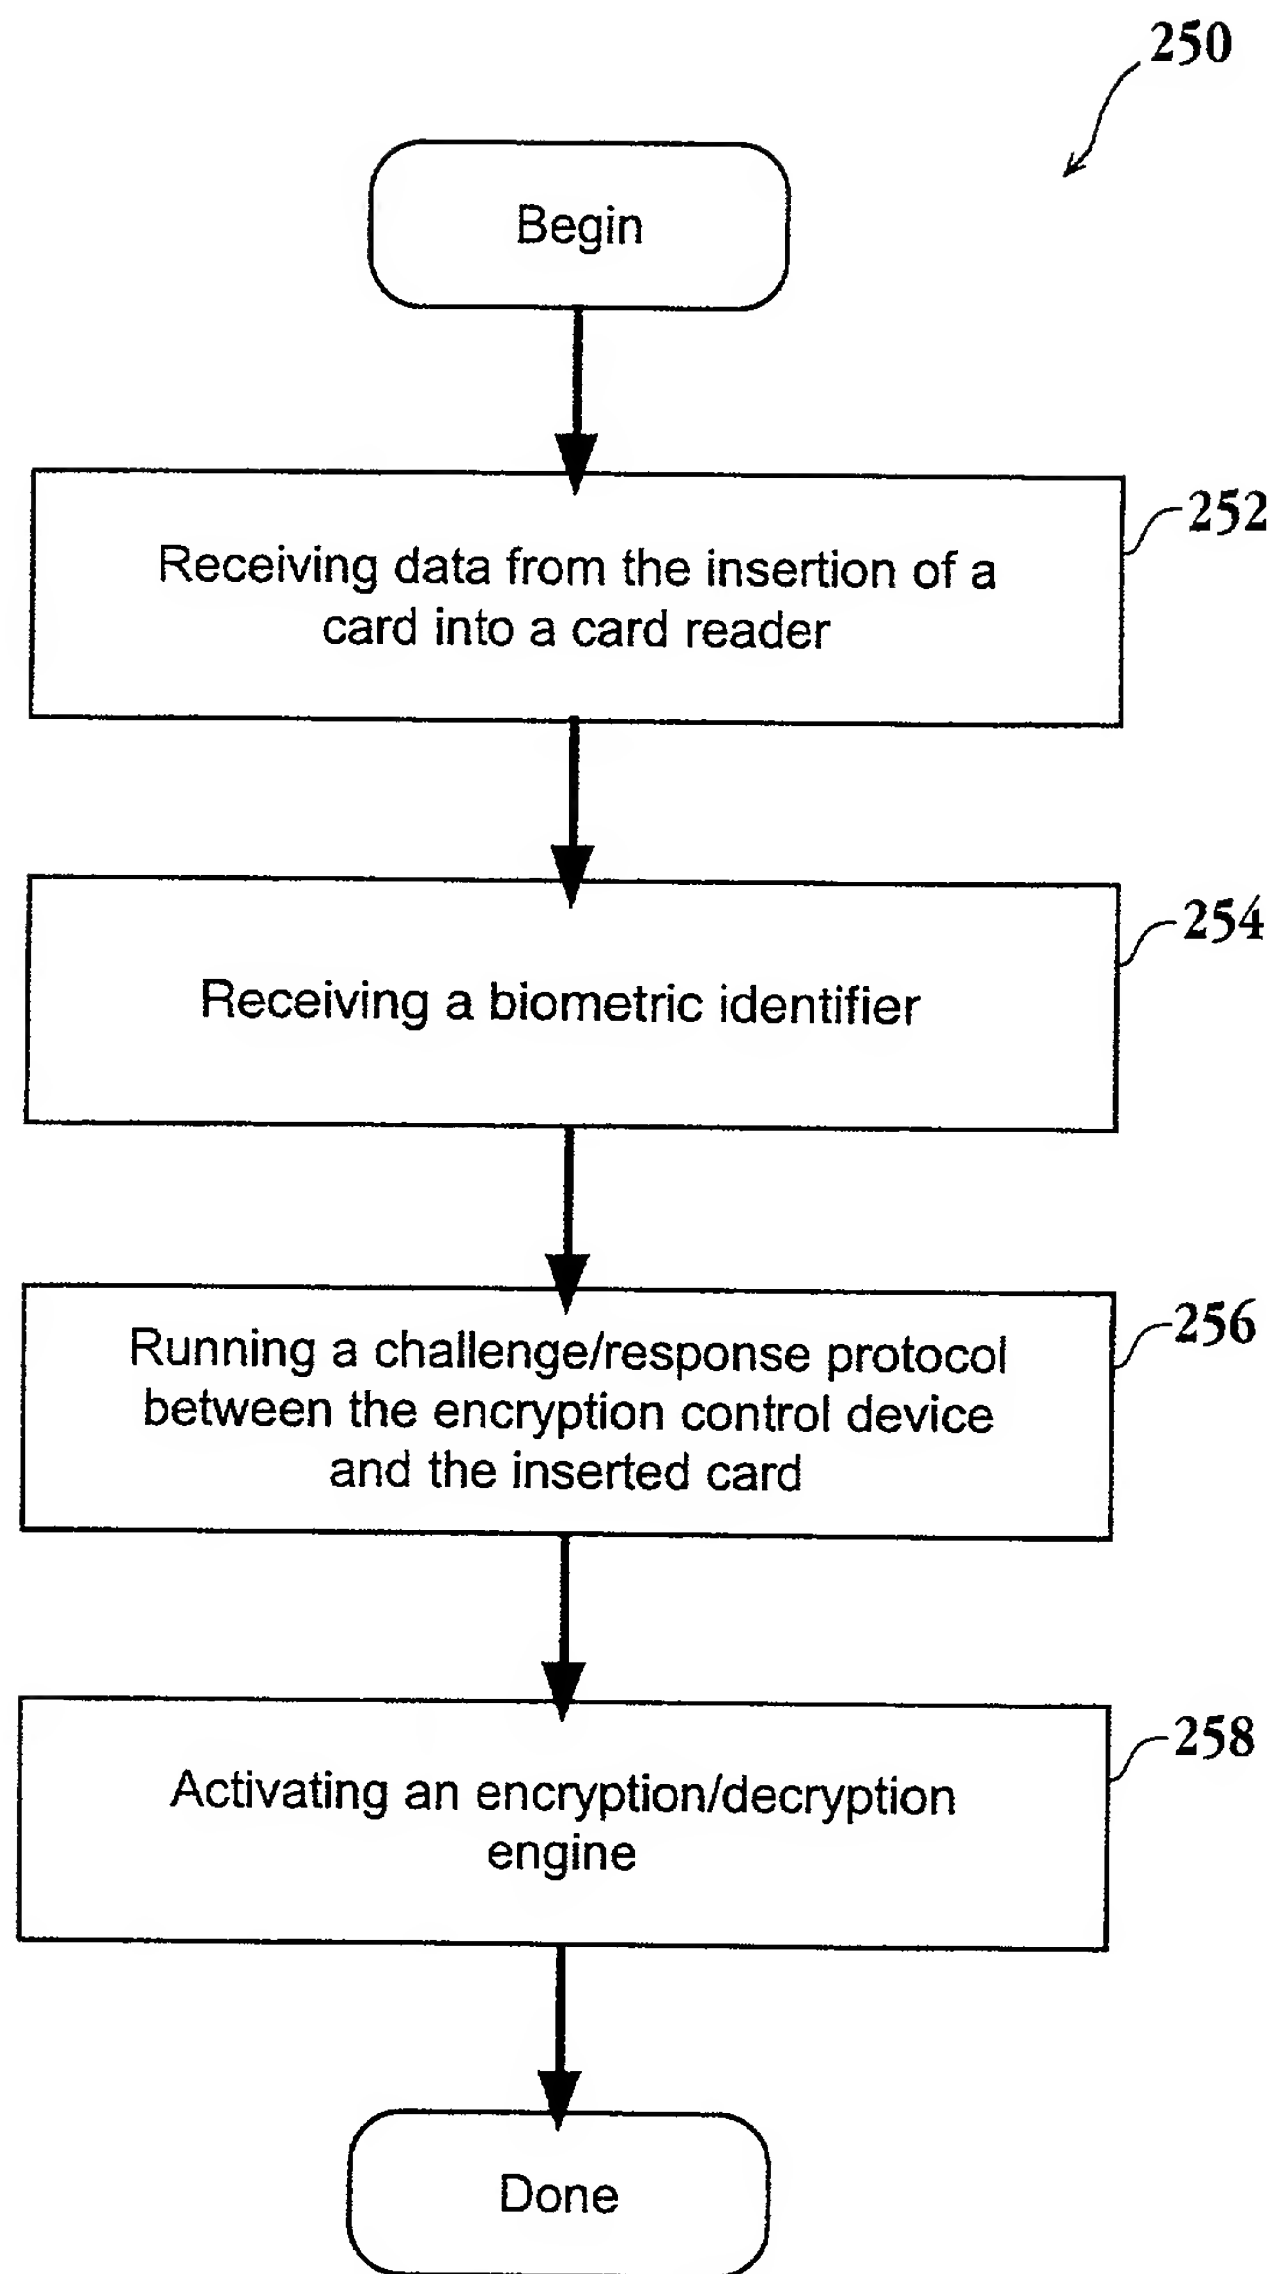 250
Begin
252
Receiving data from the insertion of a
card into a card reader
254
Receiving a biometric identifier
256
Running a challenge/response protocol
between the encryption control device
and the inserted card
258
Activating an encryption/decryption
engine
Done